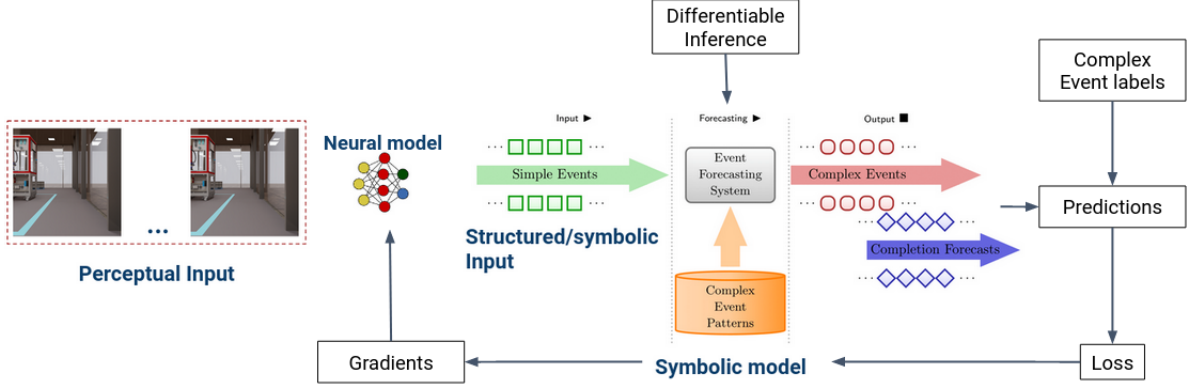 Differentiable
Inference
Complex
Event labels
Input ▶
Forecasting ▶
Output ■
Neural model
... ...
... ...
Simple Events
Event
Forecasting
System
Complex Events
... ...
... ...
Predictions
...
Perceptual Input
Structured/symbolic
Input
... ...
Completion Forecasts
... ...
Complex
Event
Patterns
Gradients
Symbolic model
Loss